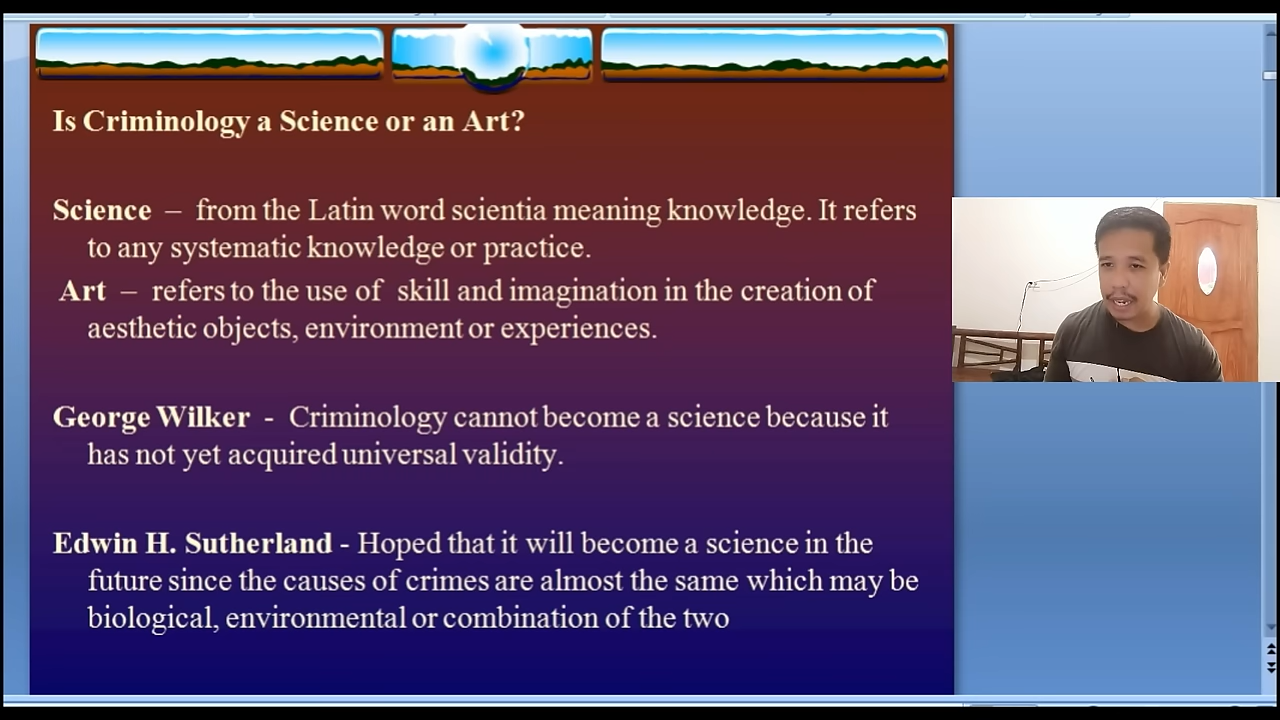 Is Criminology a Science or an Art?
Science – from the Latin word scientia meaning knowledge. It refers
to any systematic knowledge or practice.
Art – refers to the use of skill and imagination in the creation of
aesthetic objects, environment or experiences.
George Wilker - Criminology cannot become a science because it
has not yet acquired universal validity.
Edwin H. Sutherland - Hoped that it will become a science in the
future since the causes of crimes are almost the same which may be
biological, environmental or combination of the two